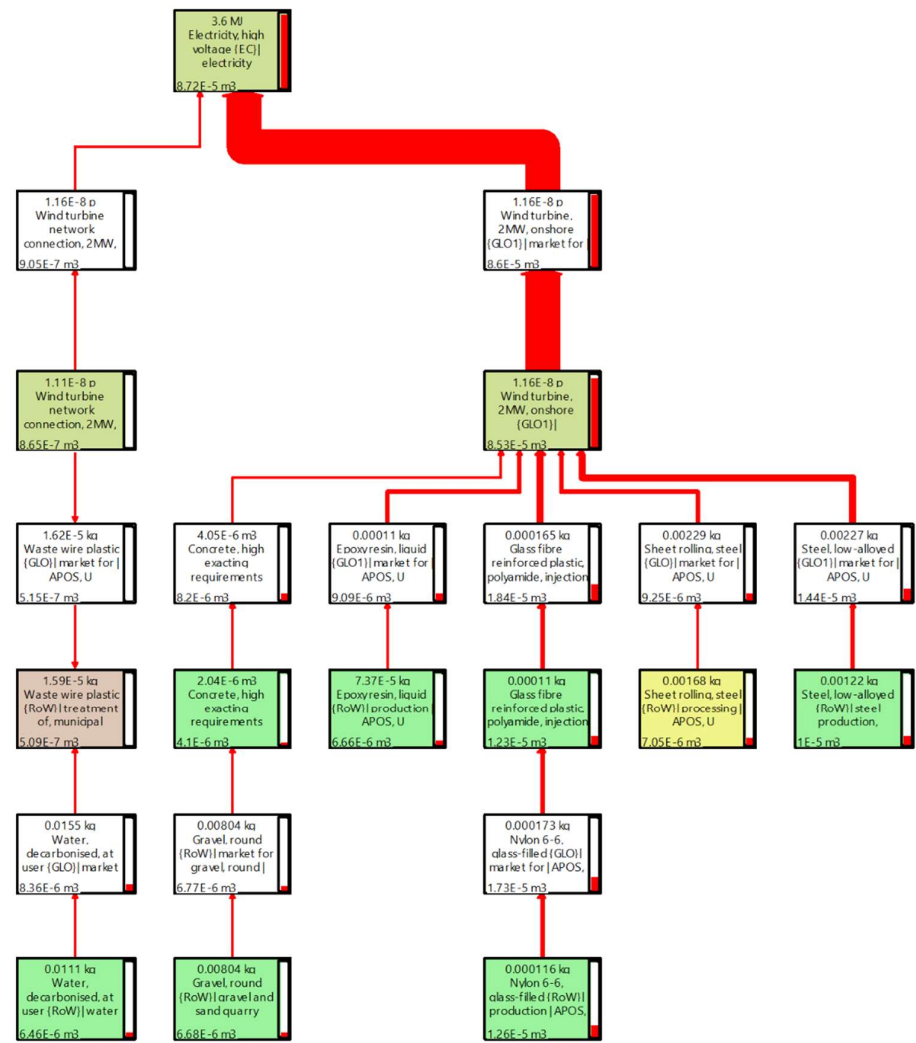 3.6 MJ
Electricity, high
voltage {EC}|
electricity
8.72E-5 m3
1.16E-8 p
Wind turbine
network
connection, 2MW,
9.05E-7 m3
1.16E-8 p
Wind turbine,
2MW, onshore
{GLO1}| market for |
8.6E-5 m3
1.11E-8 p
Wind turbine
network
connection, 2MW,
8.65E-7 m3
1.16E-8 p
Wind turbine,
2MW, onshore
{GLO1}|
8.53E-5 m3
1.62E-5 kg
Waste wire plastic
{GLO}| market for |
APOS, U
5.15E-7 m3
4.05E-6 m3
Concrete, high
exacting
requirements
8.2E-6 m3
0.00011 kg
Epoxy resin, liquid
{GLO1}| market for |
APOS, U
9.09E-6 m3
0.000165 kg
Glass fibre
reinforced plastic,
polyamide, injection
1.84E-5 m3
0.00229 kg
Sheet rolling, steel
{GLO}| market for |
APOS, U
9.25E-6 m3
0.00227 kg
Steel, low-alloyed
{GLO1}| market for |
APOS, U
1.44E-5 m3
1.59E-5 kg
Waste wire plastic
{RoW}| treatment
of, municipal
5.09E-7 m3
2.04E-6 m3
Concrete, high
exacting
requirements
4.1E-6 m3
7.37E-5 kg
Epoxy resin, liquid
{RoW}| production |
APOS, U
6.66E-6 m3
0.00011 kg
Glass fibre
reinforced plastic,
polyamide, injection
1.23E-5 m3
0.00168 kg
Sheet rolling, steel
{RoW}| processing |
APOS, U
7.05E-6 m3
0.00122 kg
Steel, low-alloyed
{RoW}| steel
production,
1E-5 m3
0.0155 kg
Water,
decarbonised, at
user {GLO}| market
8.36E-6 m3
0.00804 kg
Gravel, round
{RoW}| market for
gravel, round |
6.77E-6 m3
0.000173 kg
Nylon 6-6,
glass-filled {GLO}|
market for | APOS,
1.73E-5 m3
0.0111 kg
Water,
decarbonised, at
user {RoW}| water
6.46E-6 m3
0.00804 kg
Gravel, round
{RoW}| gravel and
sand quarry
6.68E-6 m3
0.000116 kg
Nylon 6-6,
glass-filled {RoW}|
production | APOS,
1.26E-5 m3